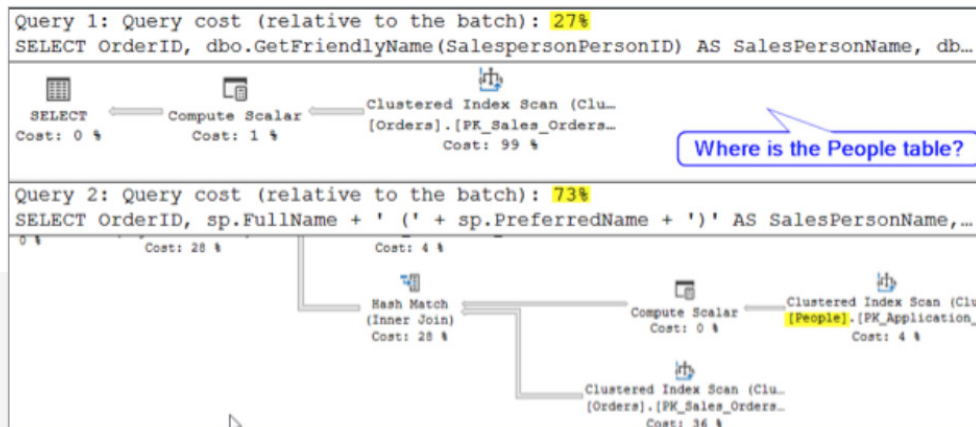 Query 1: Query cost (relative to the batch): 27%
SELECT OrderID, dbo.GetFriendlyName(SalespersonPersonID) AS SalesPersonName, db…
SELECT
Cost: 0 %
Compute Scalar
Cost: 1 %
Clustered Index Scan (Clu…
[Orders].[PK_Sales_Orders…
Cost: 99 %
Where is the People table?
Query 2: Query cost (relative to the batch): 73%
SELECT OrderID, sp.FullName + ' (' + sp.PreferredName + ')' AS SalesPersonName,…
0 %
Cost: 28 %
Cost: 4 %
Hash Match
(Inner Join)
Cost: 28 %
Compute Scalar
Cost: 0 %
Clustered Index Scan (Clu
[People].[PK_Application_
Cost: 4 %
Clustered Index Scan (Clu…
[Orders].[PK_Sales_Orders…
Cost: 36 %